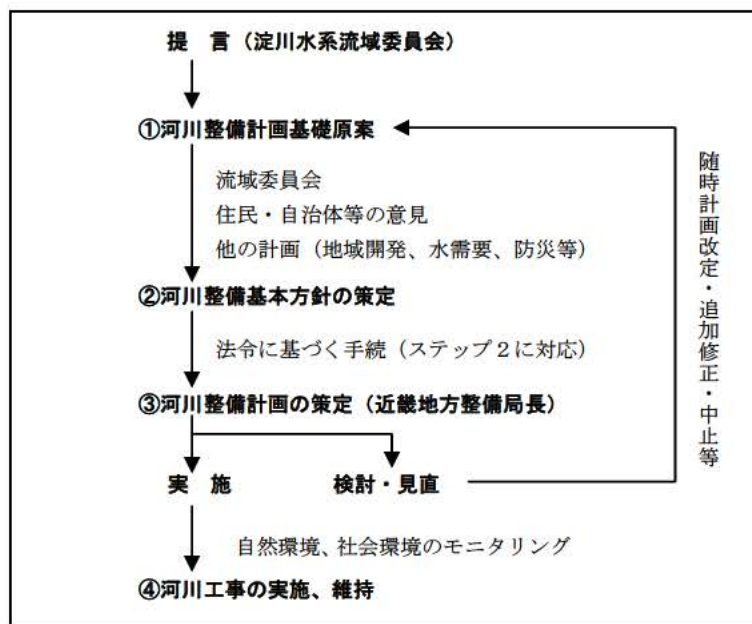 提　言（淀川水系流域委員会）
①河川整備計画基礎原案
流域委員会
住民・自治体等の意見
他の計画（地域開発、水需要、防災等）
②河川整備基本方針の策定
法令に基づく手続（ステップ２に対応）
③河川整備計画の策定（近畿地方整備局長）
実　施
検討・見直
自然環境、社会環境のモニタリング
④河川工事の実施、維持
随時計画改定・追加修正・中止等